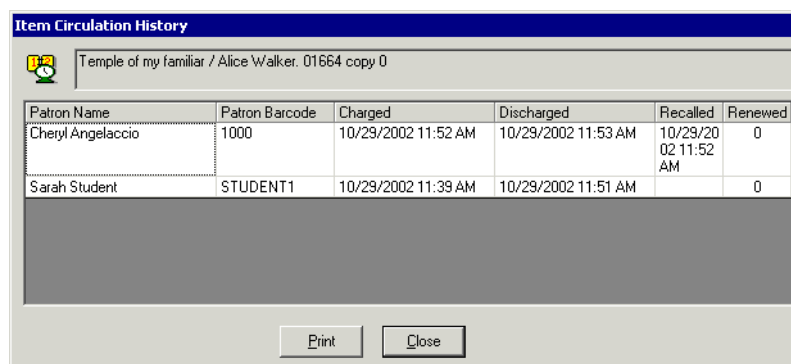 Item Circulation History
Temple of my familiar / Alice Walker. 01664 copy 0
Patron Name Patron Barcode Charged Discharged Recalled Renewed
Cheryl Angelaccio 1000 10/29/2002 11:52 AM 10/29/2002 11:53 AM 10/29/20 0
02 11:52
AM
Sarah Student STUDENT1 10/29/2002 11:39 AM 10/29/2002 11:51 AM 0
Print Close